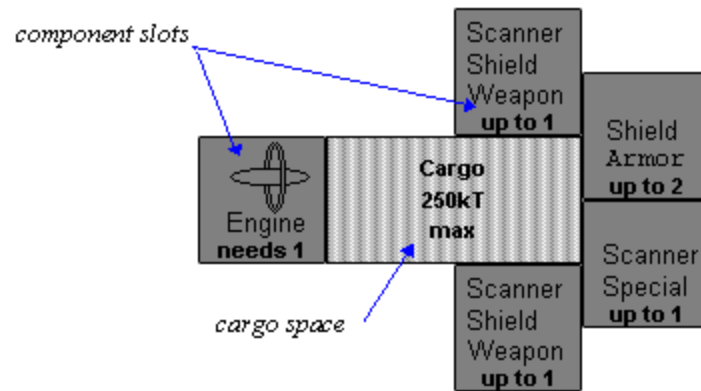 component slots
Scanner
Shield
Weapon
up to 1
Shield
Armor
up to 2
Engine
needs 1
Cargo
250kT
max
Scanner
Special
up to 1
cargo space
Scanner
Shield
Weapon
up to 1